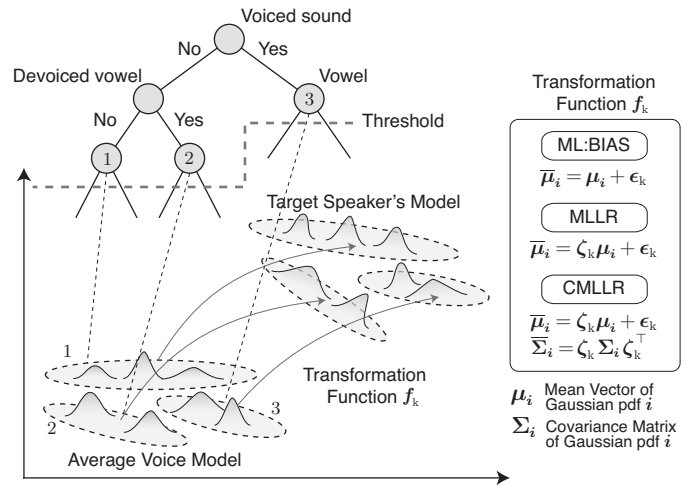 Voiced sound
No
Yes
Devoiced vowel
Vowel
3
No
Yes
Threshold
1
2
Target Speaker's Model
1
2
3
Transformation
Function f_k
Average Voice Model
Transformation
Function f_k
ML:BIAS
μ̅_i = μ_i + ϵ_k
MLLR
μ̅_i = ζ_k μ_i + ϵ_k
CMLLR
μ̅_i = ζ_k μ_i + ϵ_k
Σ̅_i = ζ_k Σ_i ζ_k^⊤
μ_i Mean Vector of
Gaussian pdf i
Σ_i Covariance Matrix
of Gaussian pdf i